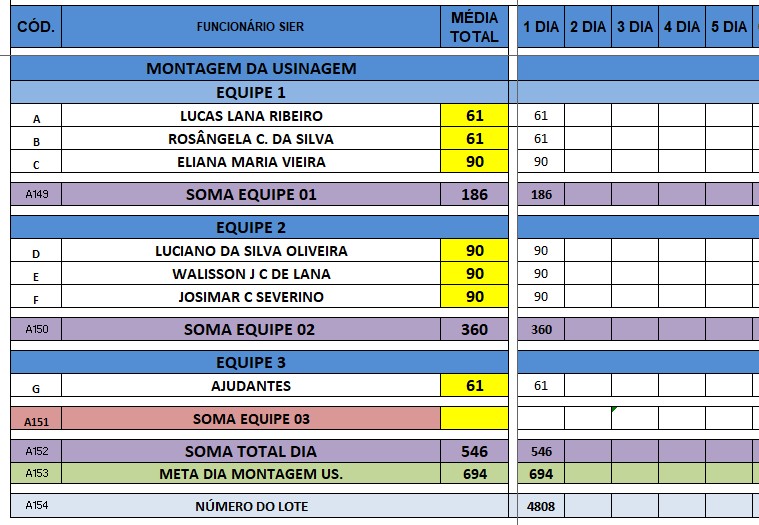 CÓD. FUNCIONÁRIO SIER MÉDIA TOTAL 1 DIA 2 DIA 3 DIA 4 DIA 5 DIA
MONTAGEM DA USINAGEM
EQUIPE 1
A LUCAS LANA RIBEIRO 61 61
B ROSÂNGELA C. DA SILVA 61 61
C ELIANA MARIA VIEIRA 90 90
A149 SOMA EQUIPE 01 186 186
EQUIPE 2
D LUCIANO DA SILVA OLIVEIRA 90 90
E WALISSON J C DE LANA 90 90
F JOSIMAR C SEVERINO 90 90
A150 SOMA EQUIPE 02 360 360
EQUIPE 3
G AJUDANTES 61 61
A151 SOMA EQUIPE 03
A152 SOMA TOTAL DIA 546 546
A153 META DIA MONTAGEM US. 694 694
A154 NÚMERO DO LOTE 4808